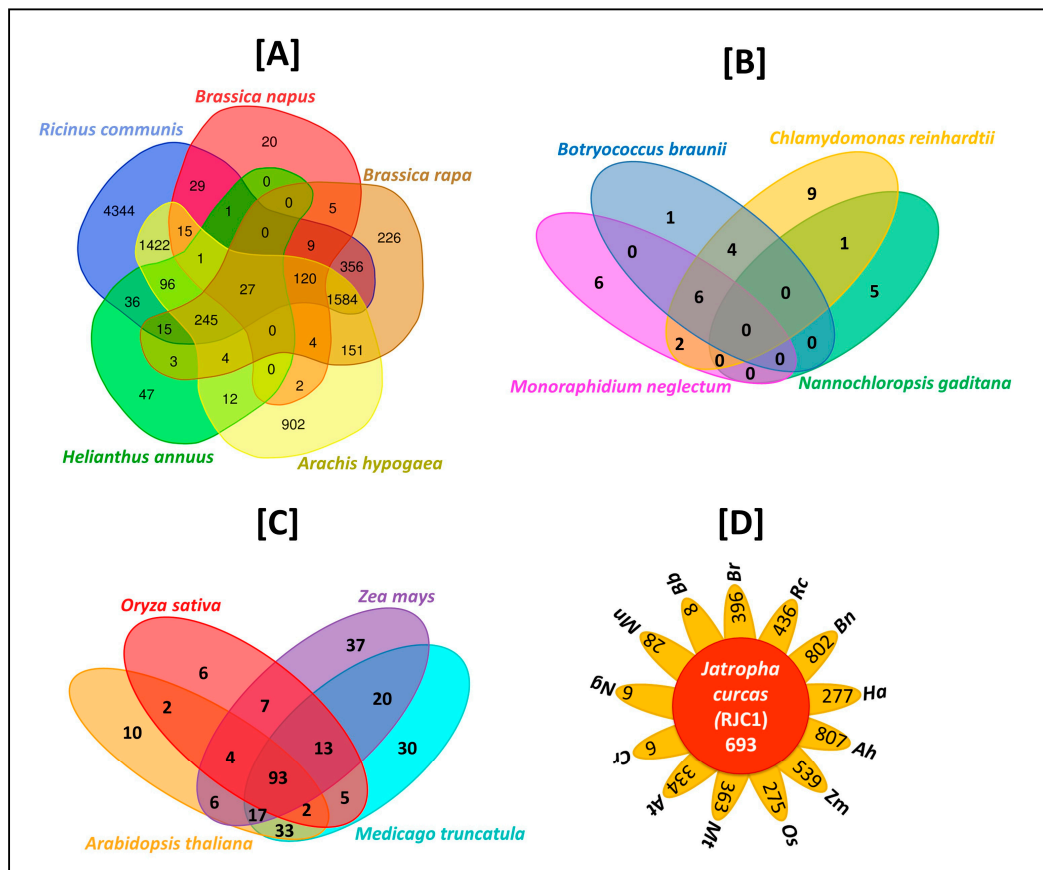 [A]
Brassica napus
Ricinus communis
Brassica rapa
20
0
29
0
5
4344
1
226
15
0
9
1422
356
1
120
96
27
1584
36
245
15
0
4
151
3
4
0
2
47
12
902
Helianthus annuus
Arachis hypogaea
[B]
Chlamydomonas reinhardtii
Botryococcus braunii
9
1
0
4
1
6
6
0
5
0
2
0
0
0
0
Monoraphidium neglectum
Nannochloropsis gaditana
[C]
Zea mays
Oryza sativa
37
6
2
7
20
10
4
13
30
93
6
17
2
5
33
Arabidopsis thaliana
Medicago truncatula
[D]
Jatropha
curcas
(RJC1)
693
Br 396
Rc 436
Bn 802
Ha 277
Ah 807
Zm 539
Os 275
Mt 363
At 334
Cr 9
Ng 9
Mn 28
Bb 8